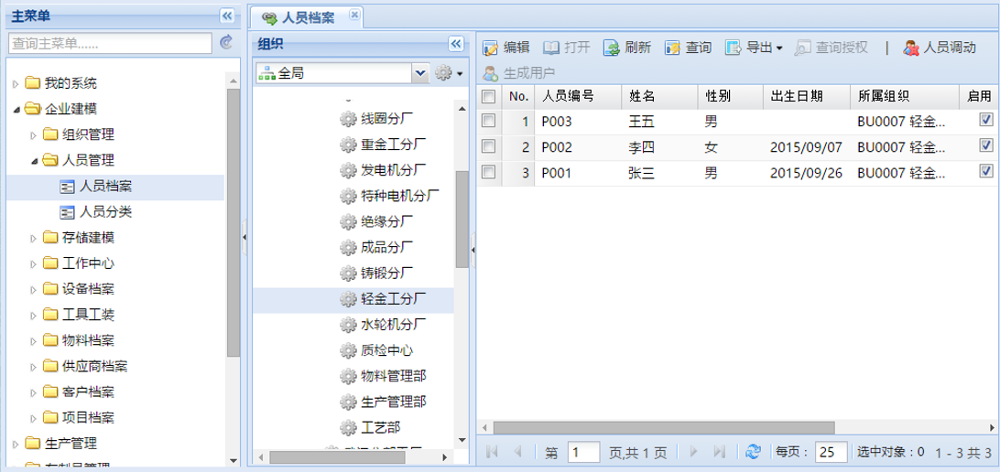 主菜单
查询主菜单......
我的系统
企业建模
组织管理
人员管理
人员档案
人员分类
存储建模
工作中心
设备档案
工具工装
物料档案
供应商档案
客户档案
项目档案
生产管理
人员档案
组织
全局
线圈分厂
重金工分厂
发电机分厂
特种电机分厂
绝缘分厂
成品分厂
铸锻分厂
轻金工分厂
水轮机分厂
质检中心
物料管理部
生产管理部
工艺部
编辑 打开 刷新 查询 导出 查询授权 | 人员调动
生成用户
No. 人员编号 姓名 性别 出生日期 所属组织 启用
1 P003 王五 男 BU0007 轻金...
2 P002 李四 女 2015/09/07 BU0007 轻金...
3 P001 张三 男 2015/09/26 BU0007 轻金...
第 1 页,共 1 页 每页： 25 选中对象：0 1 - 3 共 3